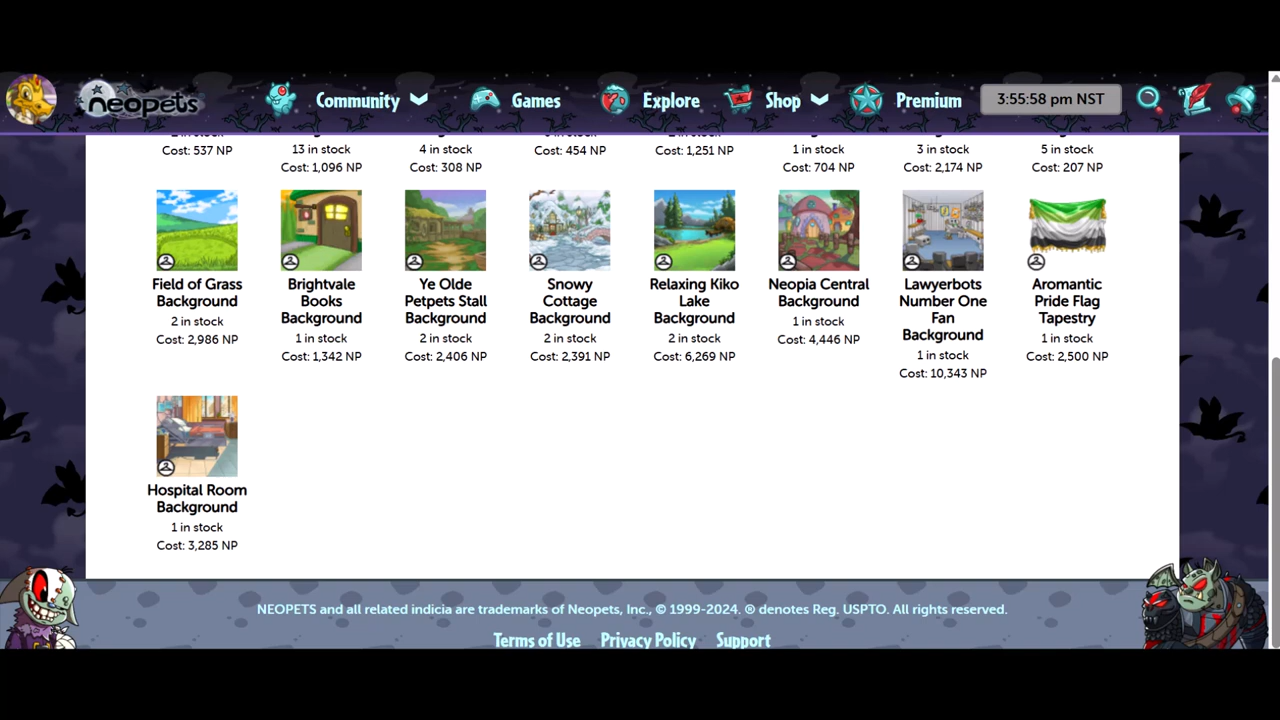 neopets
Community
Games
Explore
Shop
Premium
3:55:58 pm NST
Cost: 537 NP
13 in stock
Cost: 1,096 NP
4 in stock
Cost: 308 NP
Cost: 454 NP
Cost: 1,251 NP
1 in stock
Cost: 704 NP
3 in stock
Cost: 2,174 NP
5 in stock
Cost: 207 NP
Field of Grass
Background
2 in stock
Cost: 2,986 NP
Brightvale
Books
Background
1 in stock
Cost: 1,342 NP
Ye Olde
Petpets Stall
Background
2 in stock
Cost: 2,406 NP
Snowy
Cottage
Background
2 in stock
Cost: 2,391 NP
Relaxing Kiko
Lake
Background
2 in stock
Cost: 6,269 NP
Neopia Central
Background
1 in stock
Cost: 4,446 NP
Lawyerbots
Number One
Fan
Background
1 in stock
Cost: 10,343 NP
Aromantic
Pride Flag
Tapestry
1 in stock
Cost: 2,500 NP
Hospital Room
Background
1 in stock
Cost: 3,285 NP
NEOPETS and all related indicia are trademarks of Neopets, Inc., © 1999-2024. ® denotes Reg. USPTO. All rights reserved.
Terms of Use Privacy Policy Support